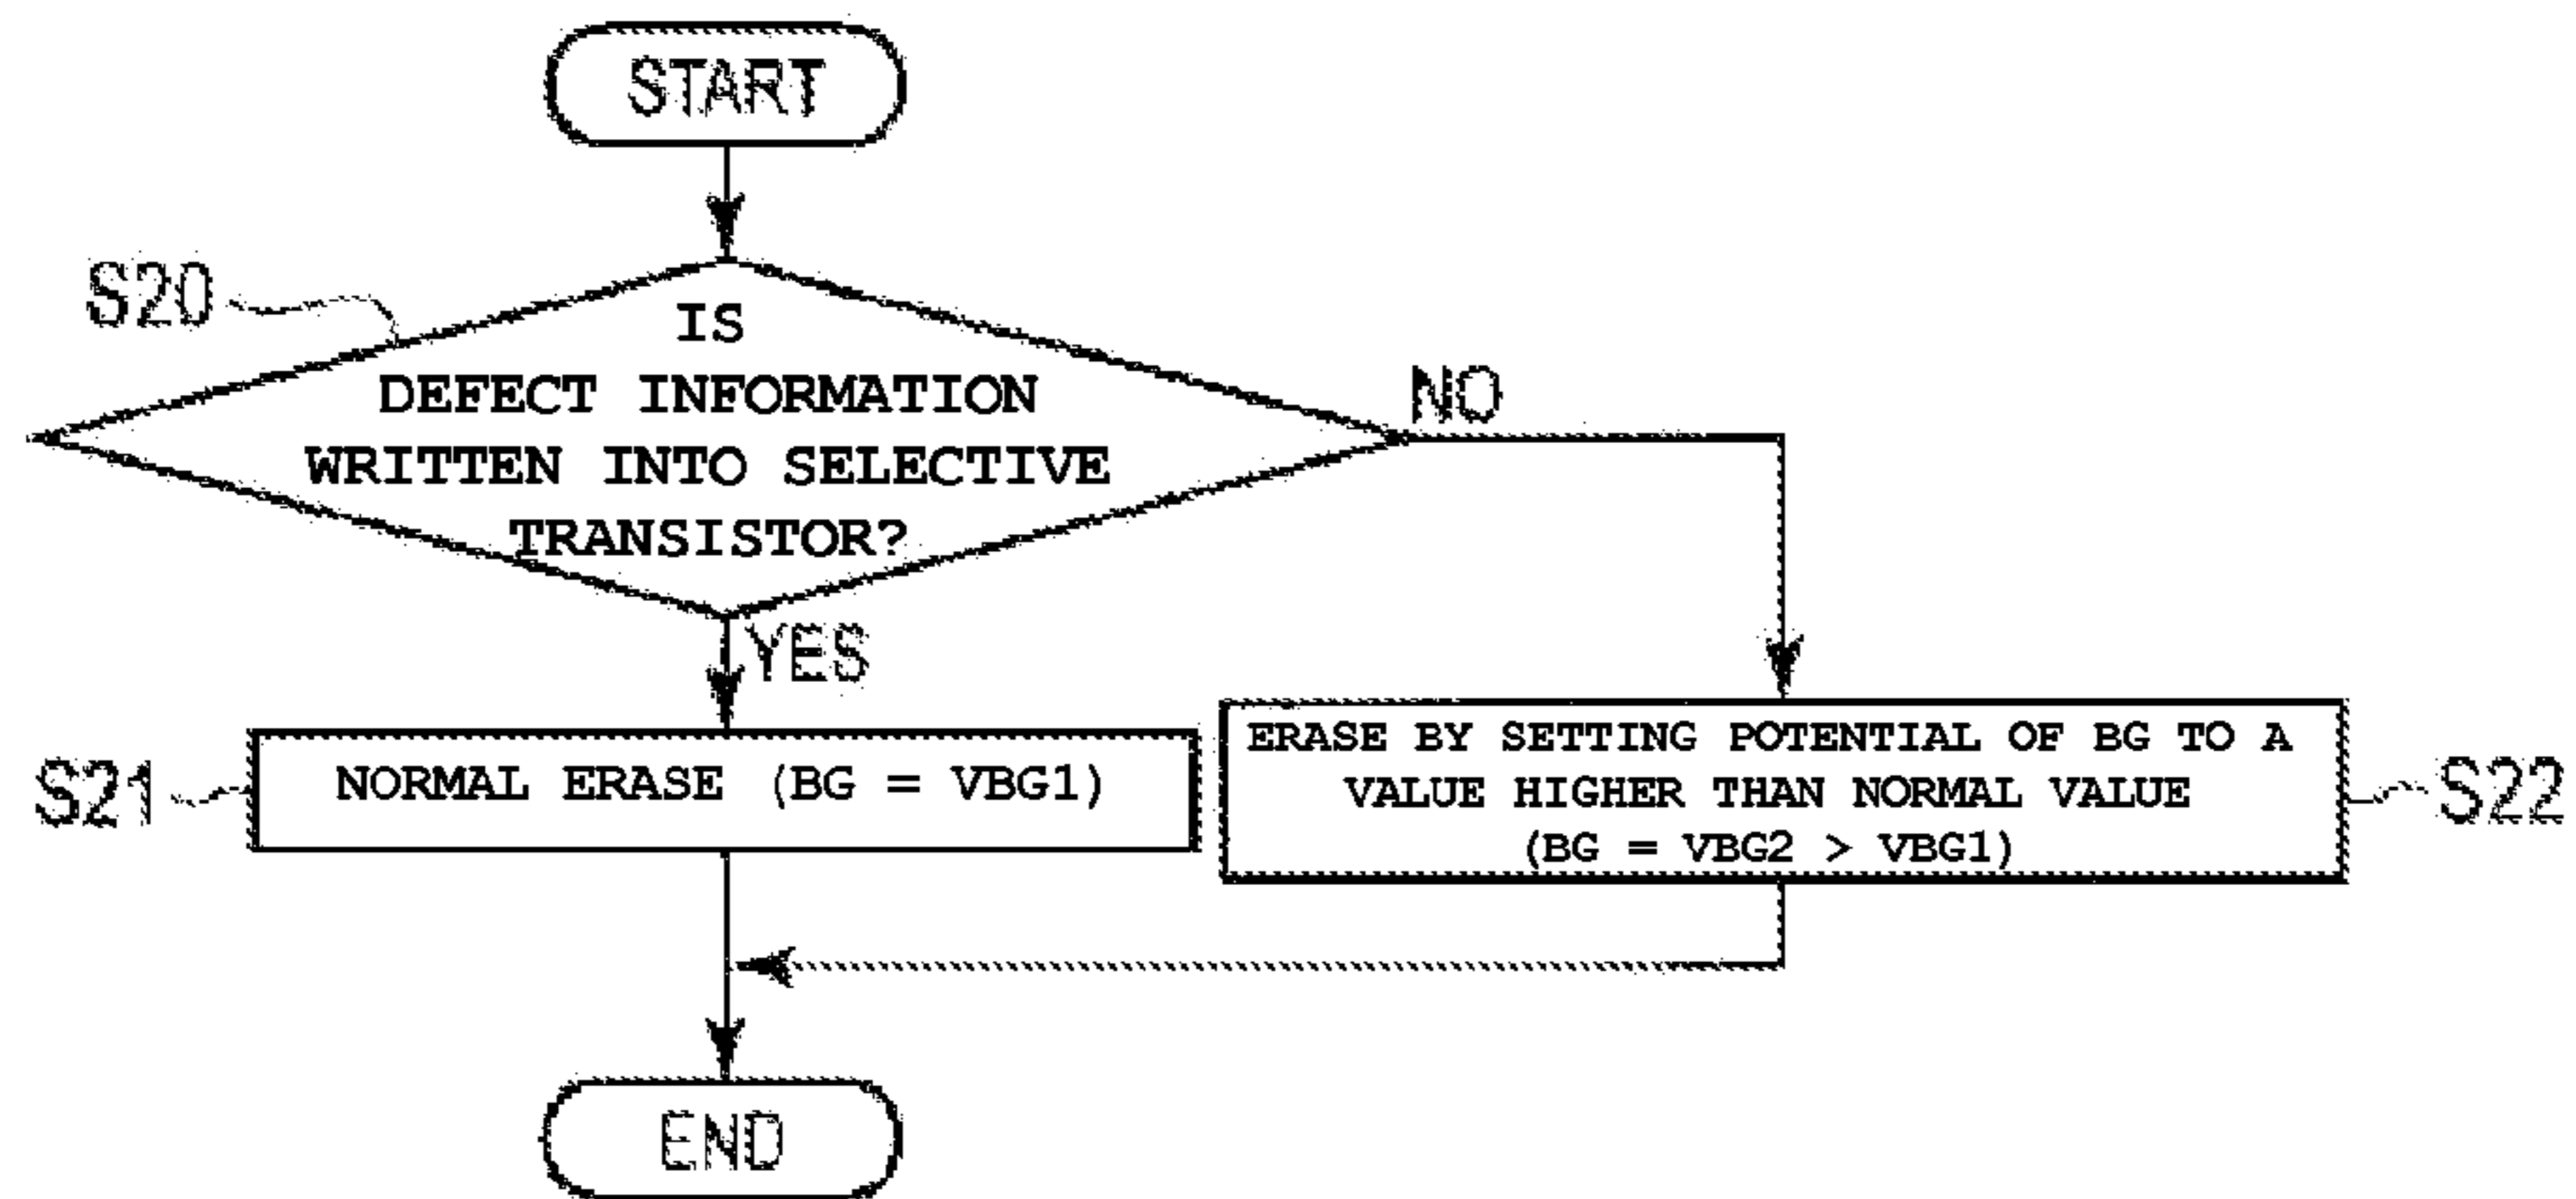 START
S20
IS
DEFECT INFORMATION
WRITTEN INTO SELECTIVE
TRANSISTOR?
NO
YES
S21
NORMAL ERASE (BG = VBG1)
ERASE BY SETTING POTENTIAL OF BG TO A
VALUE HIGHER THAN NORMAL VALUE
(BG = VBG2 > VBG1)
S22
END